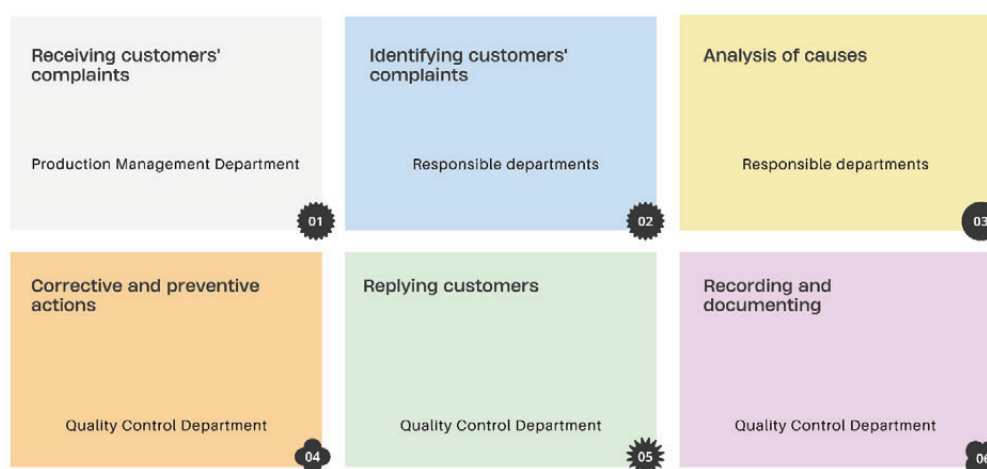 Receiving customers'
complaints
Production Management Department
01
Identifying customers'
complaints
Responsible departments
02
Analysis of causes
Responsible departments
03
Corrective and preventive
actions
Quality Control Department
04
Replying customers
Quality Control Department
05
Recording and
documenting
Quality Control Department
06